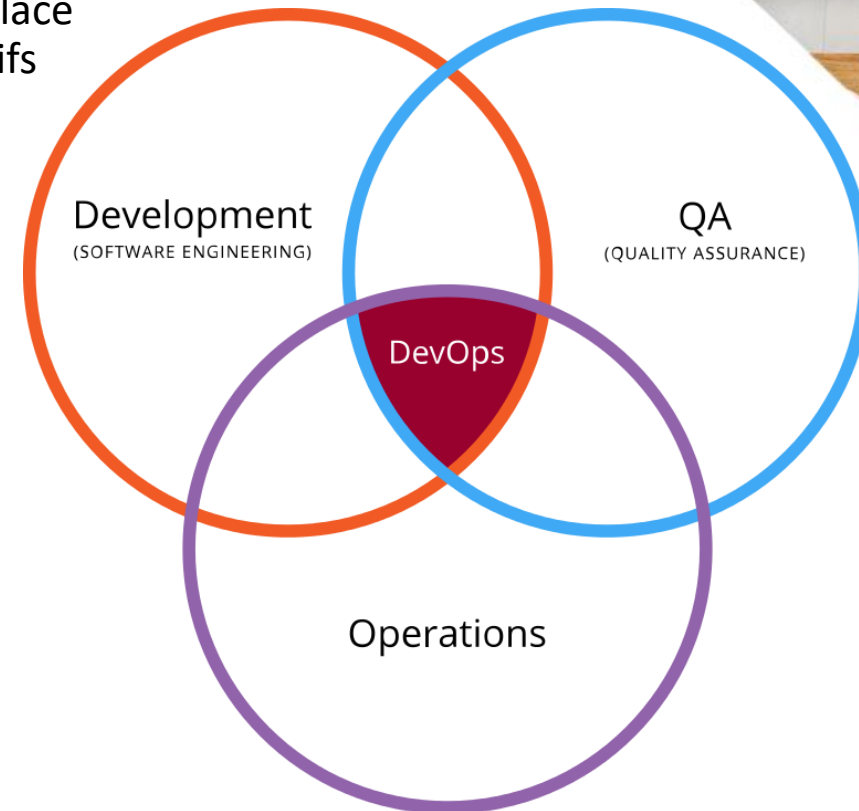 lace
ifs
Development
(SOFTWARE ENGINEERING)
QA
(QUALITY ASSURANCE)
DevOps
Operations